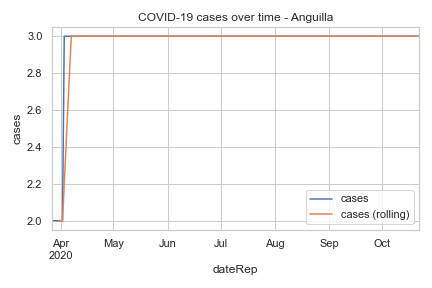 COVID-19 cases over time - Anguilla
cases
3.0
2.8
2.6
2.4
2.2
2.0
cases
cases (rolling)
Apr May Jun Jul Aug Sep Oct
2020
dateRep